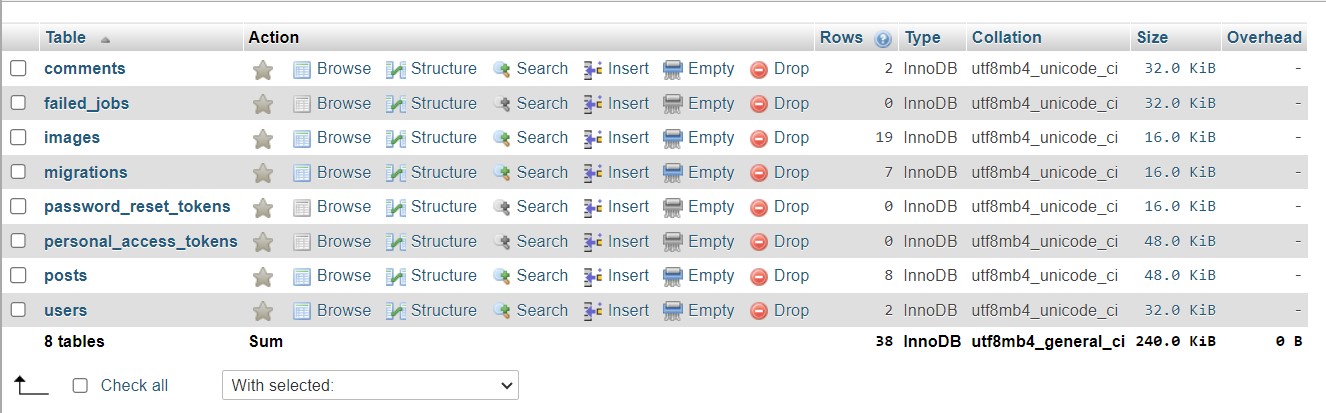 Table Action Rows Type Collation Size Overhead
comments Browse Structure Search Insert Empty Drop 2 InnoDB utf8mb4_unicode_ci 32.0 KiB -
failed_jobs Browse Structure Search Insert Empty Drop 0 InnoDB utf8mb4_unicode_ci 32.0 KiB -
images Browse Structure Search Insert Empty Drop 19 InnoDB utf8mb4_unicode_ci 16.0 KiB -
migrations Browse Structure Search Insert Empty Drop 7 InnoDB utf8mb4_unicode_ci 16.0 KiB -
password_reset_tokens Browse Structure Search Insert Empty Drop 0 InnoDB utf8mb4_unicode_ci 16.0 KiB -
personal_access_tokens Browse Structure Search Insert Empty Drop 0 InnoDB utf8mb4_unicode_ci 48.0 KiB -
posts Browse Structure Search Insert Empty Drop 8 InnoDB utf8mb4_unicode_ci 48.0 KiB -
users Browse Structure Search Insert Empty Drop 2 InnoDB utf8mb4_unicode_ci 32.0 KiB -
8 tables Sum 38 InnoDB utf8mb4_general_ci 240.0 KiB 0 B
Check all With selected: